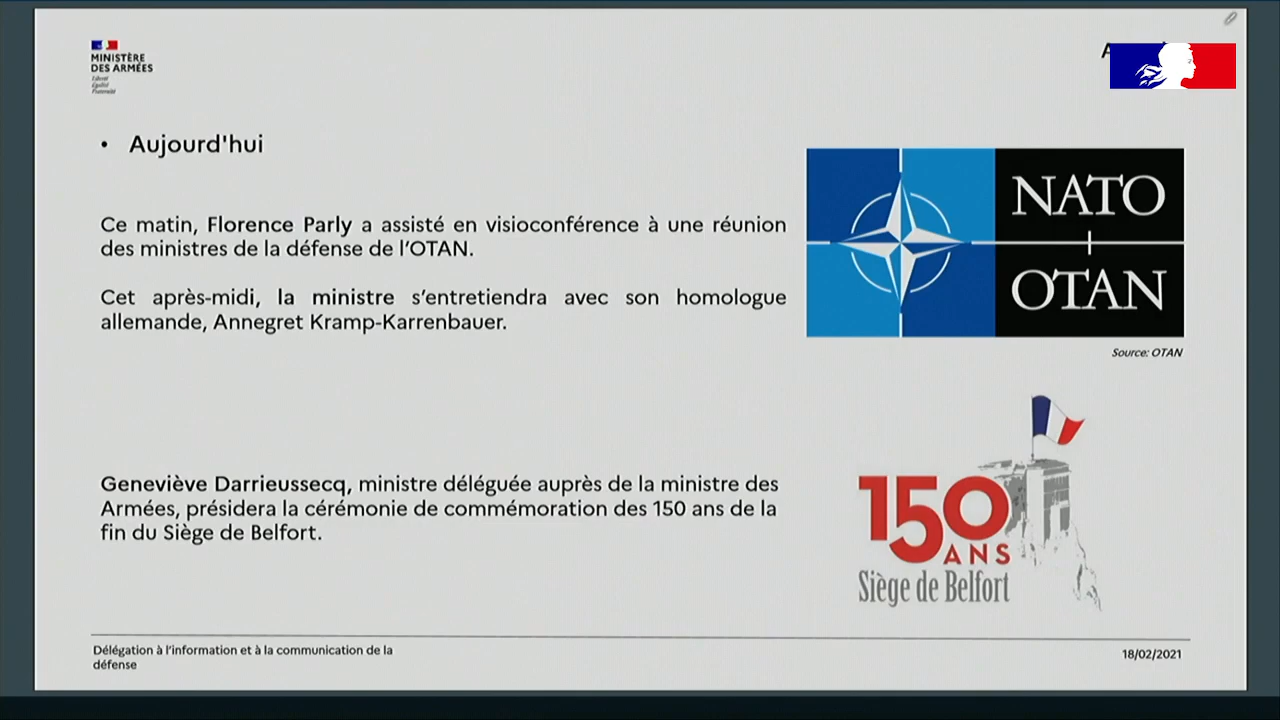 MINISTÈRE
DES ARMÉES
Liberté
Égalité
Fraternité
• Aujourd'hui
Ce matin, Florence Parly a assisté en visioconférence à une réunion
des ministres de la défense de l'OTAN.
Cet après-midi, la ministre s'entretiendra avec son homologue
allemande, Annegret Kramp-Karrenbauer.
NATO
OTAN
Source: OTAN
Geneviève Darrieussecq, ministre déléguée auprès de la ministre des
Armées, présidera la cérémonie de commémoration des 150 ans de la
fin du Siège de Belfort.
150
ANS
Siège de Belfort
Délégation à l'information et à la communication de la
défense
18/02/2021